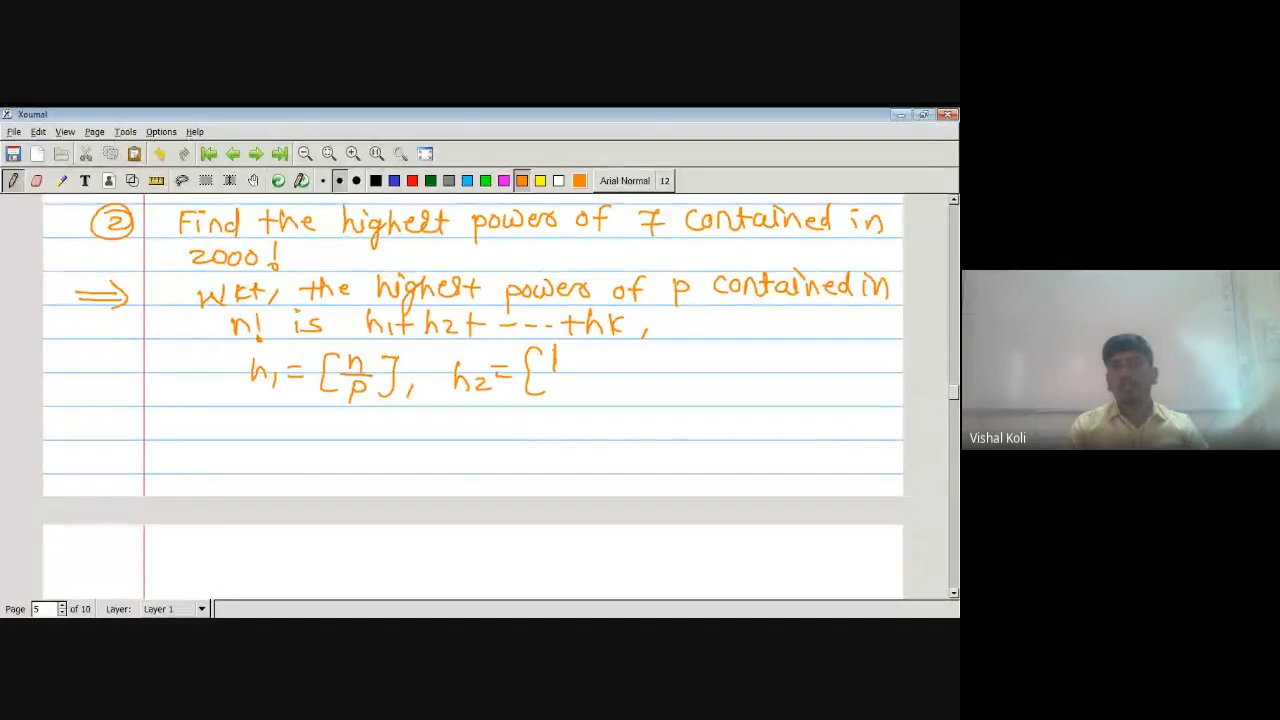 Xournal
File Edit View Page Tools Options Help
Arial Normal 12
② Find the highest power of 7 contained in
2000!
⇒ WKt, the highest power of p contained in
n! is h1+h2+----+hk,
h1 = [n/p], h2 = [
Vishal Koli
Page 5 of 10 Layer: Layer 1